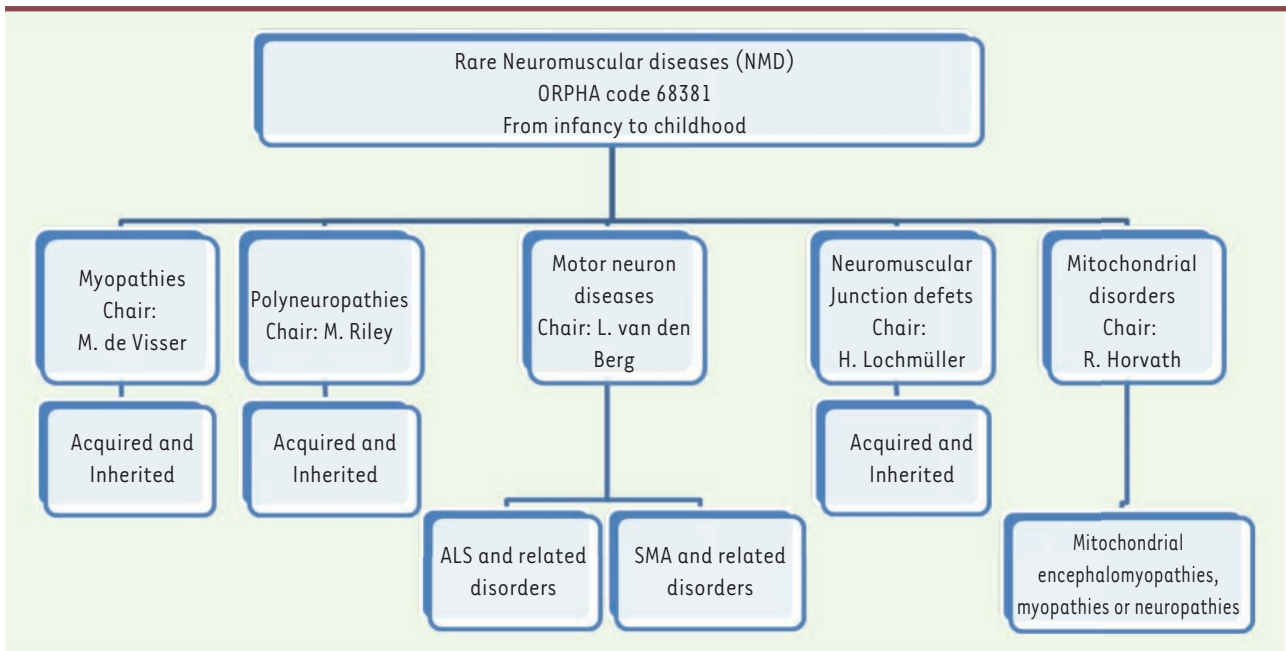 Rare Neuromuscular diseases (NMD)
ORPHA code 68381
From infancy to childhood
Myopathies
Chair:
M. de Visser
Polyneuropathies
Chair: M. Riley
Motor neuron
diseases
Chair: L. van den
Berg
Neuromuscular
Junction defets
Chair:
H. Lochmüller
Mitochondrial
disorders
Chair:
R. Horvath
Acquired and
Inherited
Acquired and
Inherited
Acquired and
Inherited
ALS and related
disorders
SMA and related
disorders
Mitochondrial
encephalomyopathies,
myopathies or neuropathies